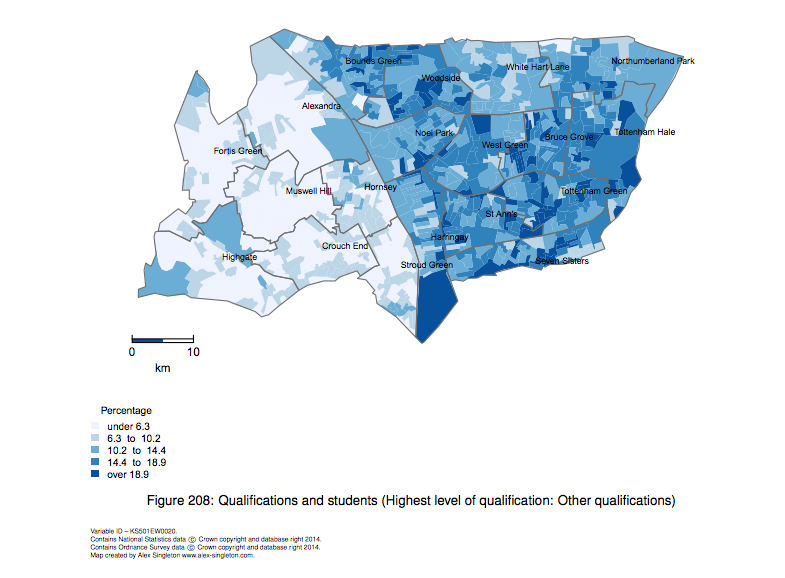 Bounds Green
Woodside
White Hart Lane
Northumberland Park
Alexandra
Noel Park
West Green
Bruce Grove
Tottenham Hale
Fortis Green
Muswell Hill
Hornsey
Tottenham Green
St Ann's
Harringay
Crouch End
Highgate
Stroud Green
Seven Sisters
0 10
km
Percentage
under 6.3
6.3 to 10.2
10.2 to 14.4
14.4 to 18.9
over 18.9
Figure 208: Qualifications and students (Highest level of qualification: Other qualifications)
Variable ID – KS501EW0020.
Contains National Statistics data © Crown copyright and database right 2014.
Contains Ordnance Survey data © Crown copyright and database right 2014.
Map created by Alex Singleton www.alex-singleton.com.